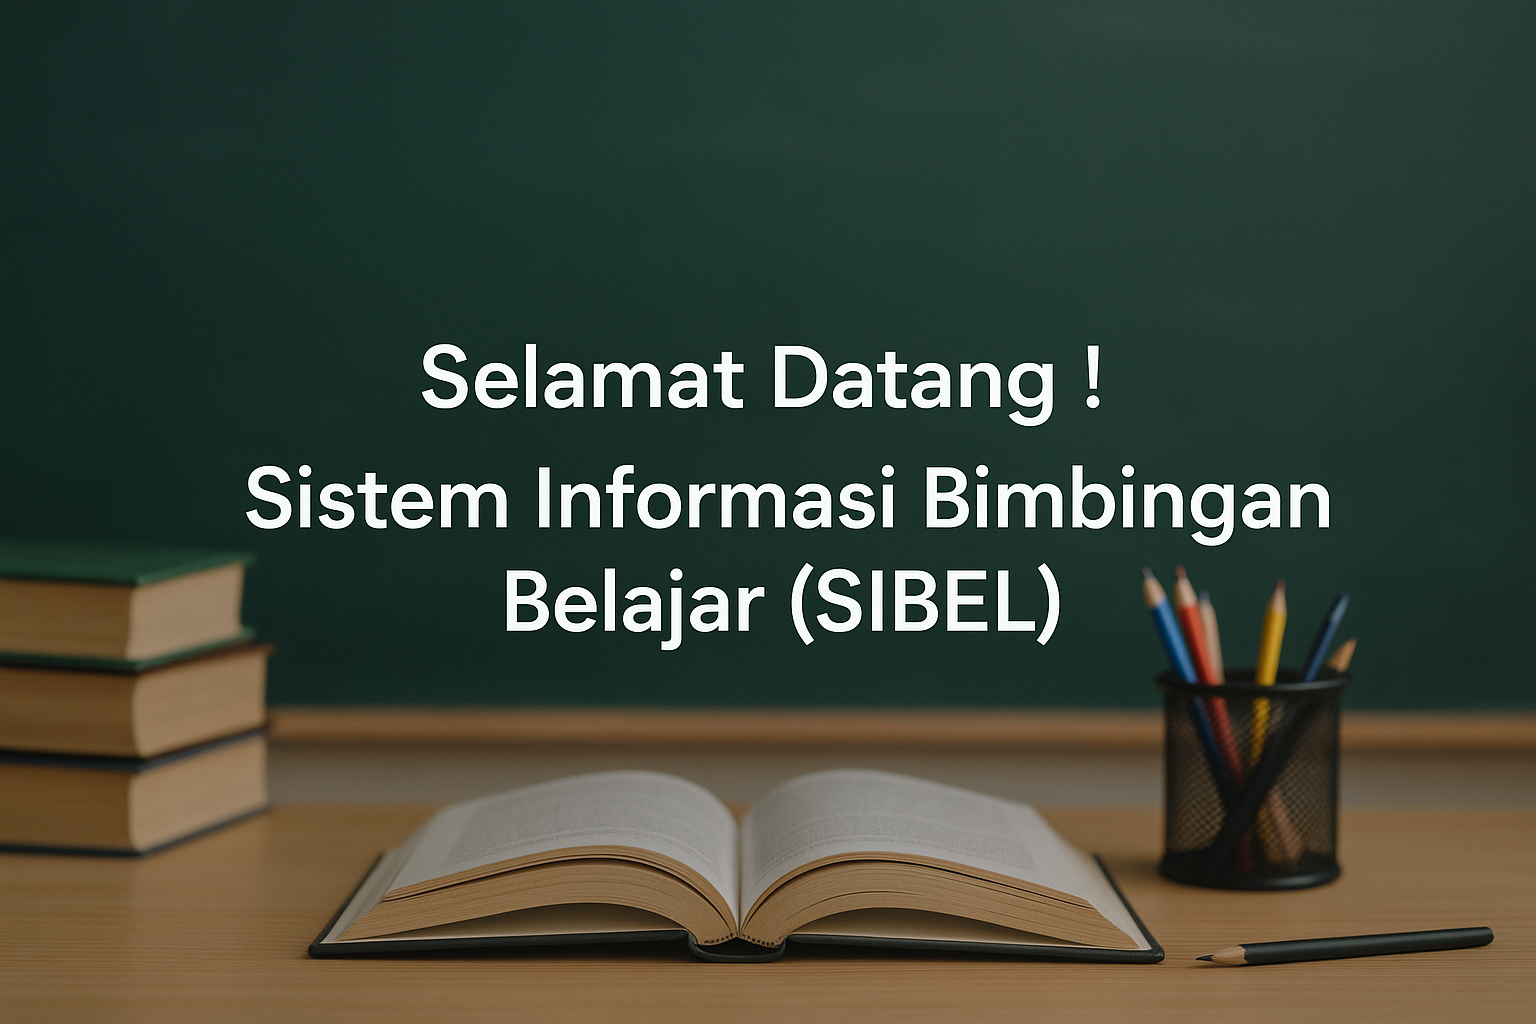 Selamat Datang !
Sistem Informasi Bimbingan
Belajar (SIBEL)